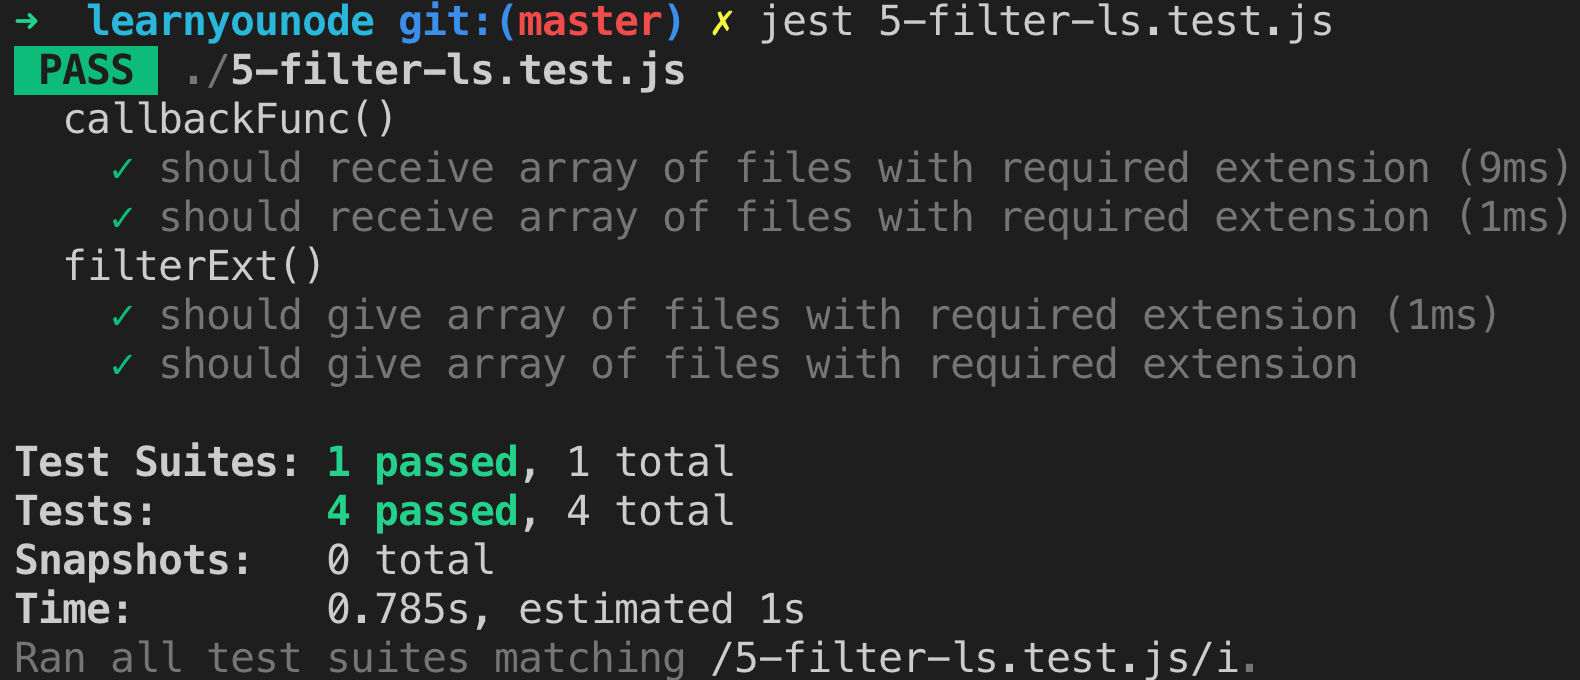 ➜  learnyounode git:(master) ✗ jest 5-filter-ls.test.js
PASS ./5-filter-ls.test.js
callbackFunc()
✓ should receive array of files with required extension (9ms)
✓ should receive array of files with required extension (1ms)
filterExt()
✓ should give array of files with required extension (1ms)
✓ should give array of files with required extension
Test Suites: 1 passed, 1 total
Tests: 4 passed, 4 total
Snapshots: 0 total
Time: 0.785s, estimated 1s
Ran all test suites matching /5-filter-ls.test.js/i.